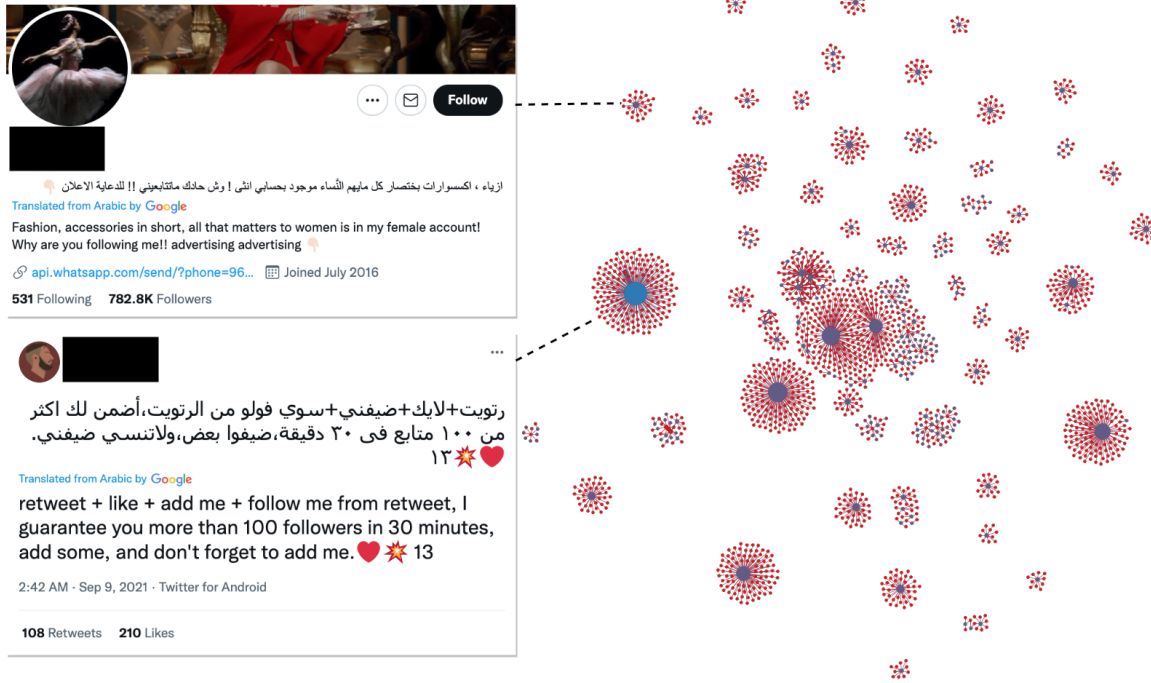 Follow
ازياء ، اكسسوارات بختصار كل مايهم النَّساء موجود بحسابي انثى ! وش حادك ماتتابعيني !! للدعاية الاعلان 👇🏻
Translated from Arabic by Google
Fashion, accessories in short, all that matters to women is in my female account!
Why are you following me!! advertising advertising 👇🏻
api.whatsapp.com/send/?phone=96... Joined July 2016
531 Following 782.8K Followers
رتويت+لايك+ضيفني+سوي فولو من الرتويت،أضمن لك اكثر
من ١٠٠ متابع في ٣٠ دقيقة،ضيفوا بعض،ولاتنسي ضيفني.
❤️💥١٣
Translated from Arabic by Google
retweet + like + add me + follow me from retweet, I
guarantee you more than 100 followers in 30 minutes,
add some, and don't forget to add me.❤️💥 13
2:42 AM · Sep 9, 2021 · Twitter for Android
108 Retweets 210 Likes